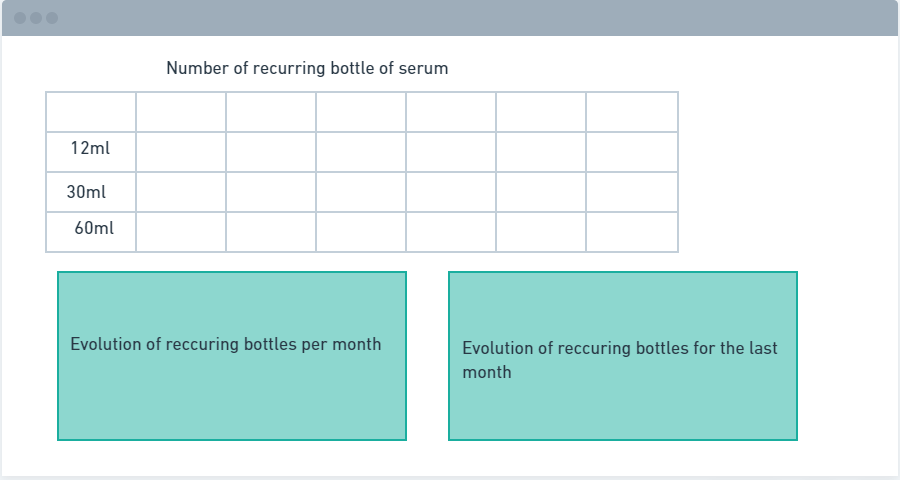 Number of recurring bottle of serum
12ml
30ml
60ml
Evolution of reccuring bottles per month
Evolution of reccuring bottles for the last
month